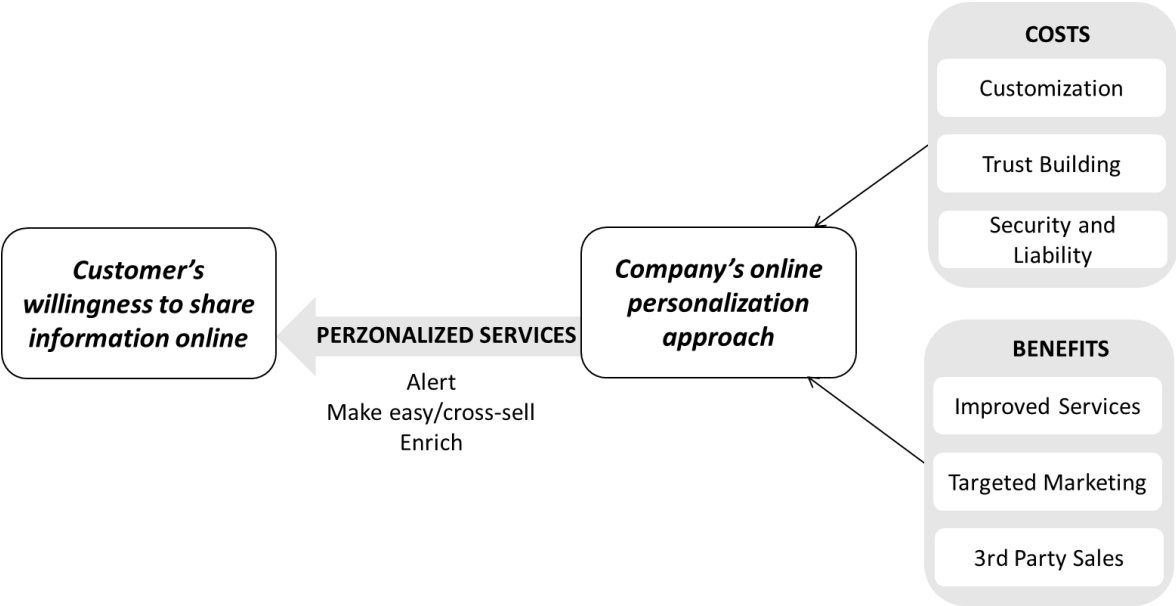 COSTS
Customization
Trust Building
Security and
Liability
Customer’s
willingness to share
information online
PERZONALIZED SERVICES
Alert
Make easy/cross-sell
Enrich
Company’s online
personalization
approach
BENEFITS
Improved Services
Targeted Marketing
3rd Party Sales